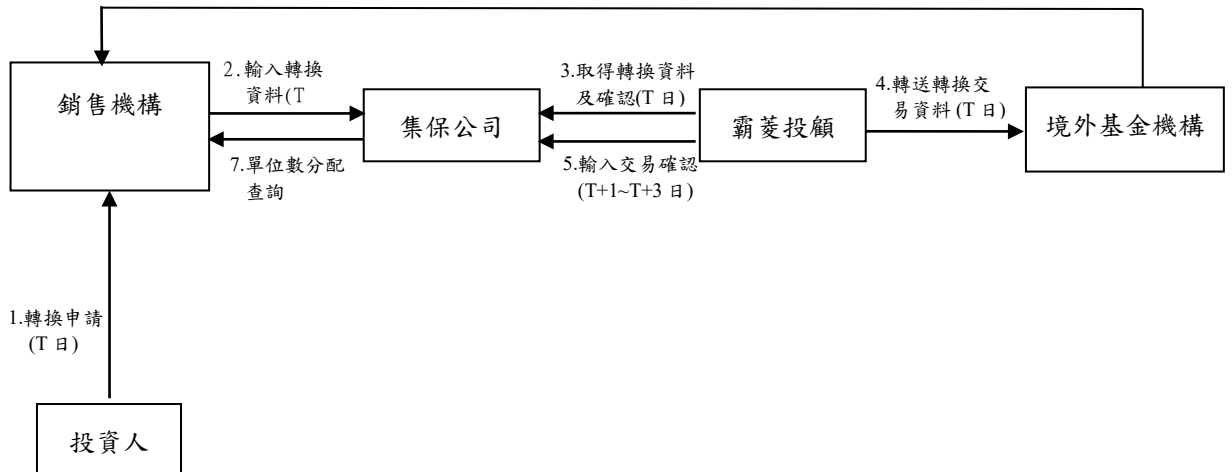 銷售機構
2.輸入轉換
資料(T
集保公司
7.單位數分配
查詢
3.取得轉換資料
及確認(T 日)
5.輸入交易確認
(T+1~T+3 日)
霸菱投顧
4.轉送轉換交
易資料 (T 日)
境外基金機構
1.轉換申請
(T 日)
投資人